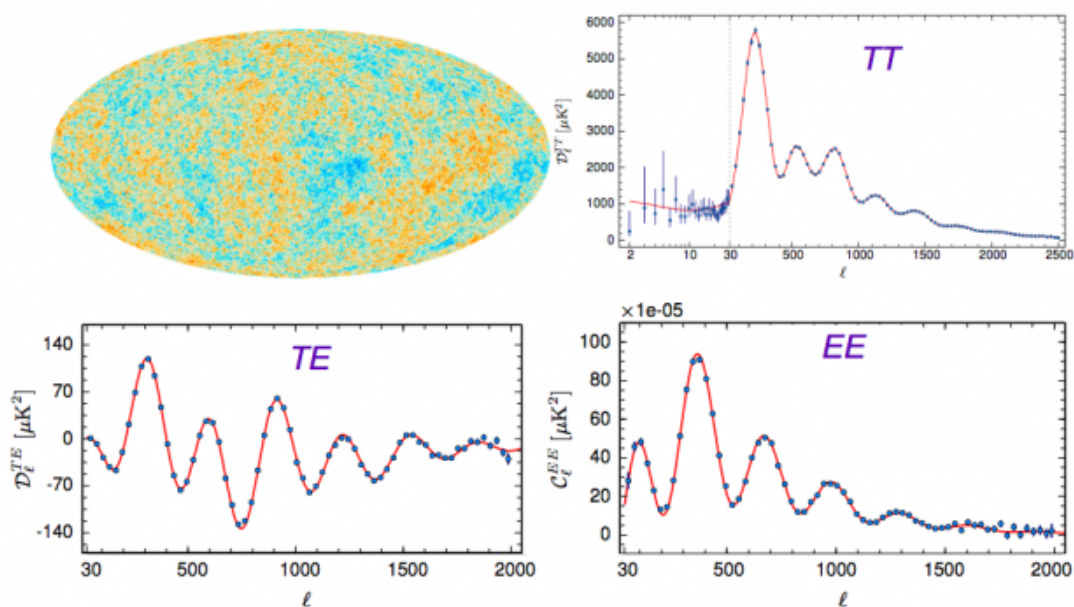 6000
5000
4000
3000
2000
1000
0
D_ℓ^{TT} [μK²]
TT
2 10 30 500 1000 1500 2000 2500
ℓ
140
70
0
-70
-140
D_ℓ^{TE} [μK²]
TE
30 500 1000 1500 2000
ℓ
×1e-05
100
80
60
40
20
0
C_ℓ^{EE} [μK²]
EE
30 500 1000 1500 2000
ℓ